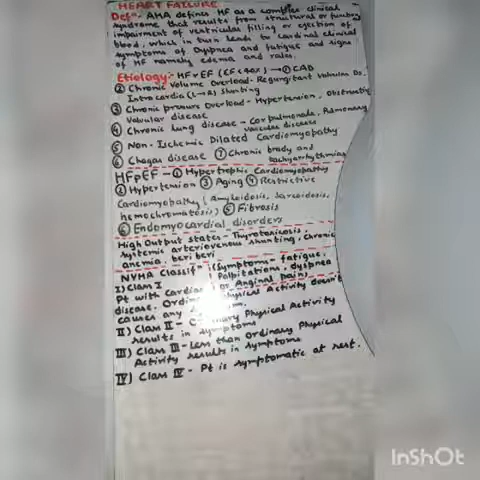 HEART FAILURE
Defn- AHA defines HF as a complex clinical
syndrome that results from structural or functional
impairment of ventricular filling or ejection of
blood, which in turn leads to cardinal clinical
symptoms of Dyspnea and fatigue and signs
of HF namely edema and rales.
Etiology:- HFrEF (EF<40%) → ① CAD
② Chronic Volume Overload - Regurgitant Valvular Ds.
Intracardiac (L→R) Shunting
③ Chronic pressure Overload - Hypertension, Obstructive
Valvular disease
④ Chronic lung disease - Cor pulmonale, Pulmonary
vascular disease
⑤ Non-Ischemic Dilated Cardiomyopathy
⑥ Chagas disease ⑦ Chronic brady and
tachyarrhythmias
HFpEF - ① Hypertrophic Cardiomyopathy
② Hypertension ③ Aging ④ Restrictive
Cardiomyopathy (Amyloidosis, Sarcoidosis,
hemochromatosis) ⑤ Fibrosis
⑥ Endomyocardial disorders
High Output states - Thyrotoxicosis,
systemic arteriovenous shunting, Chronic
anemia, beri beri
NYHA Classifn (Symptoms - fatigue,
Palpitations, dyspnea
or Anginal pain)
I) Class I
Pt with Cardiac
disease. Physical Activity doesn't
causes any
II) Class II - Physical Activity
results in symptoms
III) Class III - Less than Ordinary Physical
Activity results in symptoms
IV) Class IV - Pt is symptomatic at rest.
InShOt